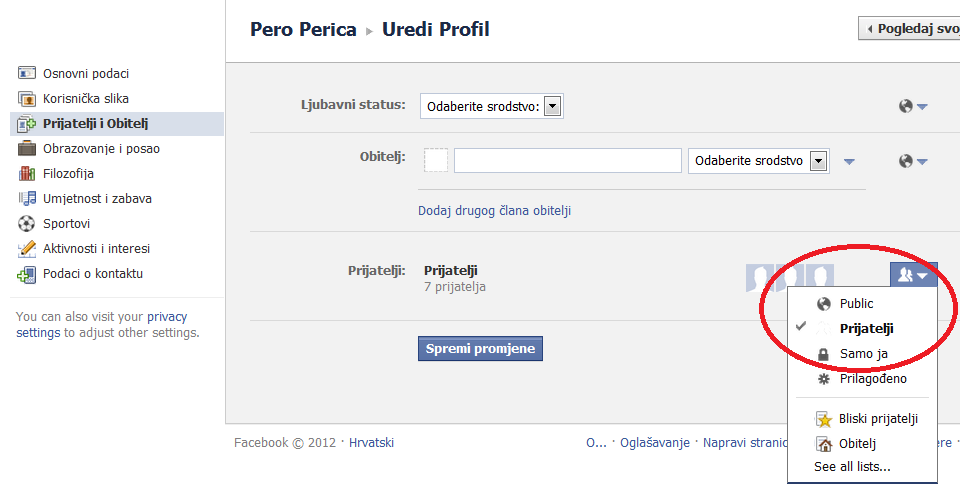 Pero Perica ▸ Uredi Profil
Pogledaj svoj
Osnovni podaci
Korisnička slika
Prijatelji i Obitelj
Obrazovanje i posao
Filozofija
Umjetnost i zabava
Sportovi
Aktivnosti i interesi
Podaci o kontaktu
You can also visit your privacy
settings to adjust other settings.
Ljubavni status: Odaberite srodstvo:
Obitelj: Odaberite srodstvo
Dodaj drugog člana obitelji
Prijatelji: Prijatelji
7 prijatelja
Spremi promjene
Public
Prijatelji
Samo ja
Prilagođeno
Bliski prijatelji
Obitelj
See all lists...
Facebook © 2012 · Hrvatski
O... · Oglašavanje · Napravi stranic
ere ·